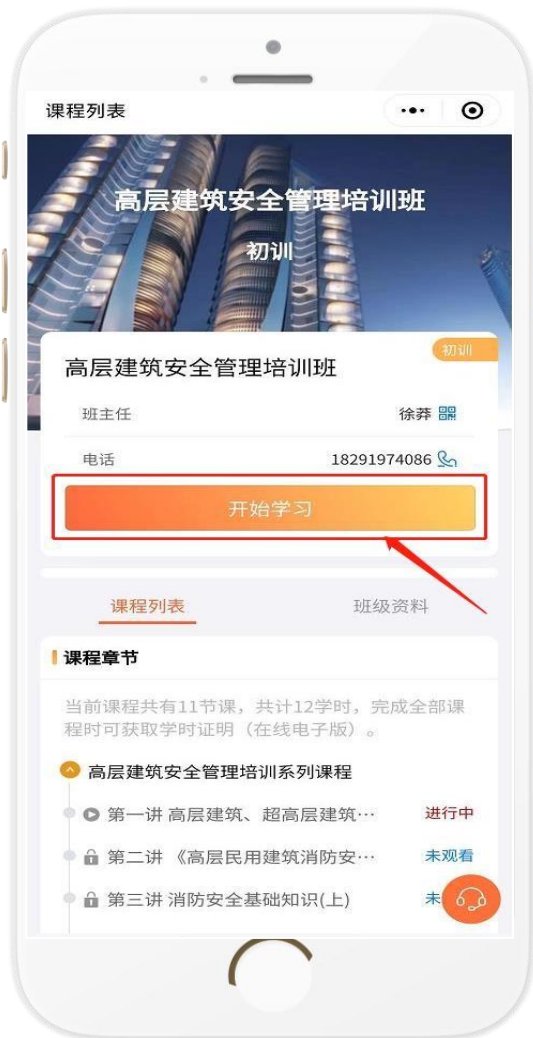 课程列表
高层建筑安全管理培训班
初训
初训
高层建筑安全管理培训班
班主任 徐莽
电话 18291974086
开始学习
课程列表 班级资料
课程章节
当前课程共有11节课，共计12学时，完成全部课
程时可获取学时证明（在线电子版）。
高层建筑安全管理培训系列课程
第一讲 高层建筑、超高层建筑… 进行中
第二讲 《高层民用建筑消防安… 未观看
第三讲 消防安全基础知识(上) 未